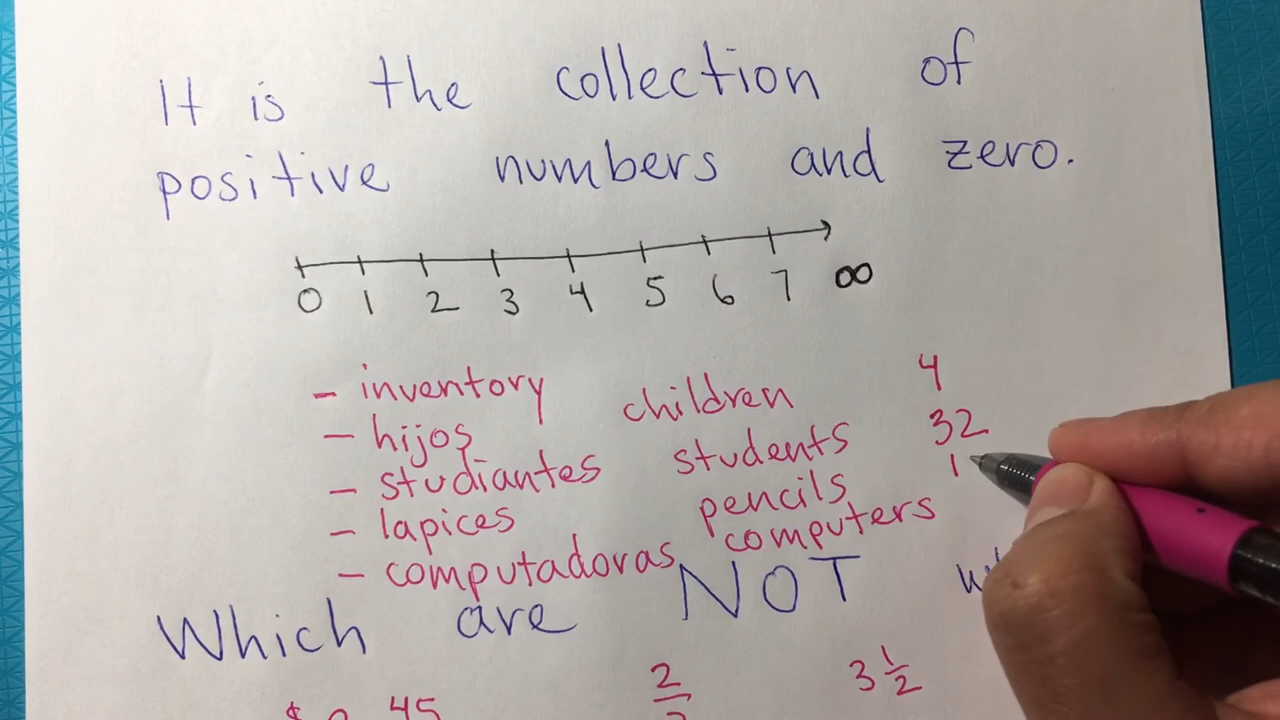 It is the collection of
positive numbers and zero.
0 1 2 3 4 5 6 7 ∞
- inventory
- hijos children 4
- studiantes students 32
- lapices pencils 1
- computadoras computers
Which are NOT
2 3 1/2
45